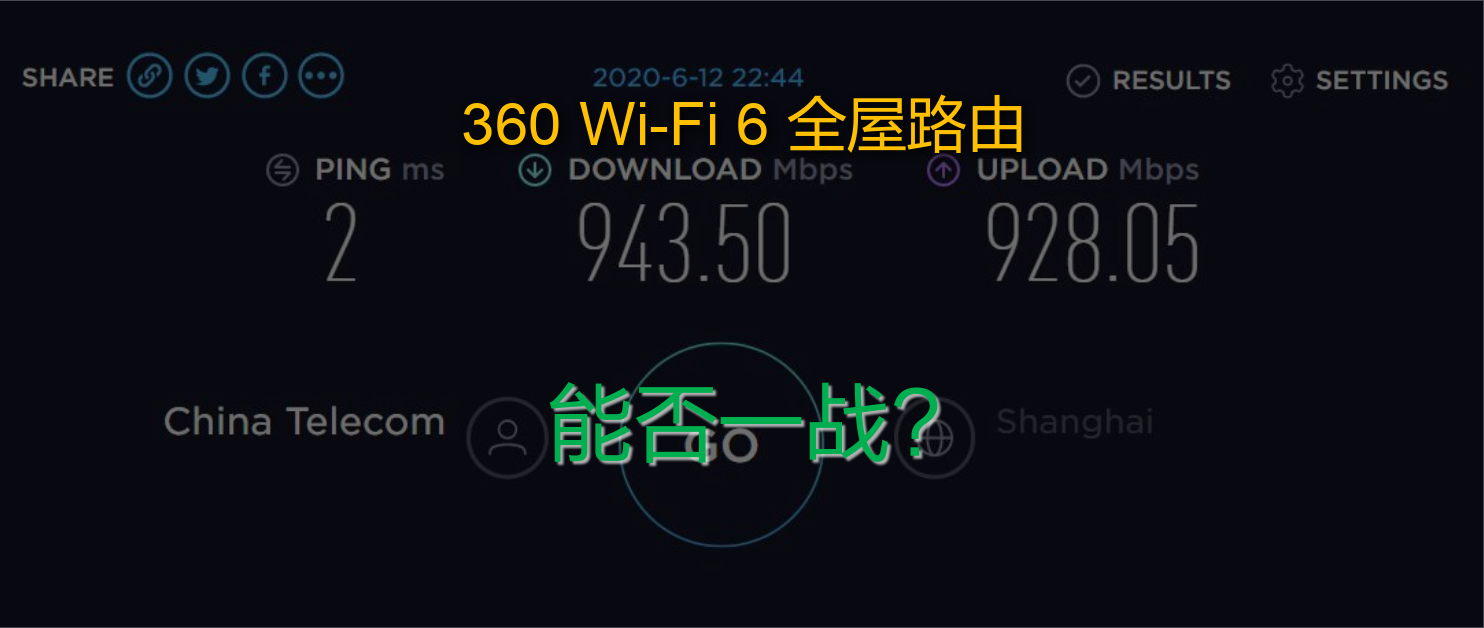 SHARE 2020-6-12 22:44 RESULTS SETTINGS
360 Wi-Fi 6 全屋路由
PING ms DOWNLOAD Mbps UPLOAD Mbps
2 943.50 928.05
能否一战?
China Telecom GO Shanghai